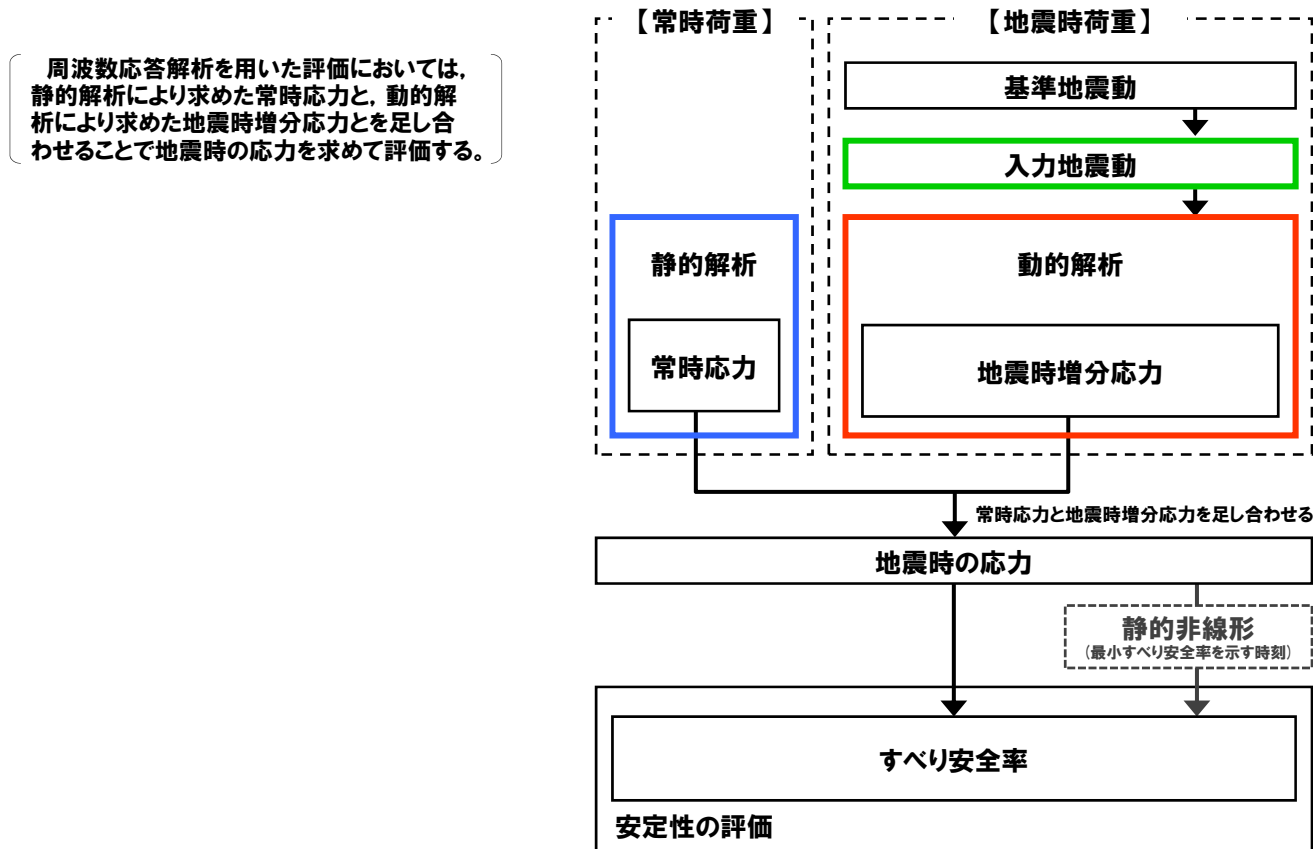 周波数応答解析を用いた評価においては,
静的解析により求めた常時応力と, 動的解
析により求めた地震時増分応力とを足し合
わせることで地震時の応力を求めて評価する。
【常時荷重】
【地震時荷重】
基準地震動
入力地震動
静的解析
動的解析
常時応力
地震時増分応力
常時応力と地震時増分応力を足し合わせる
地震時の応力
静的非線形
(最小すべり安全率を示す時刻)
すべり安全率
安定性の評価